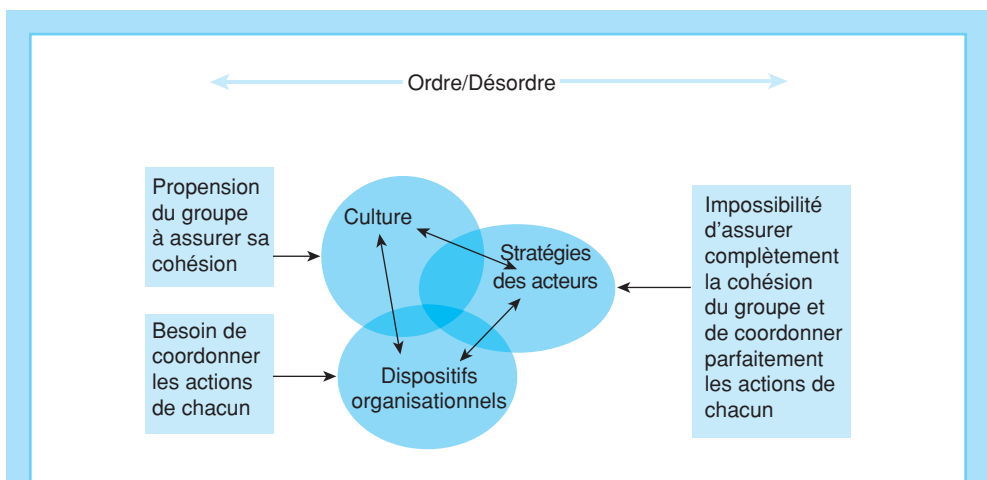 Ordre/Désordre
Propension
du groupe
à assurer sa
cohésion
Culture
Stratégies
des acteurs
Impossibilité
d'assurer
complètement
la cohésion
du groupe et
de coordonner
parfaitement
les actions de
chacun
Besoin de
coordonner
les actions
de chacun
Dispositifs
organisationnels